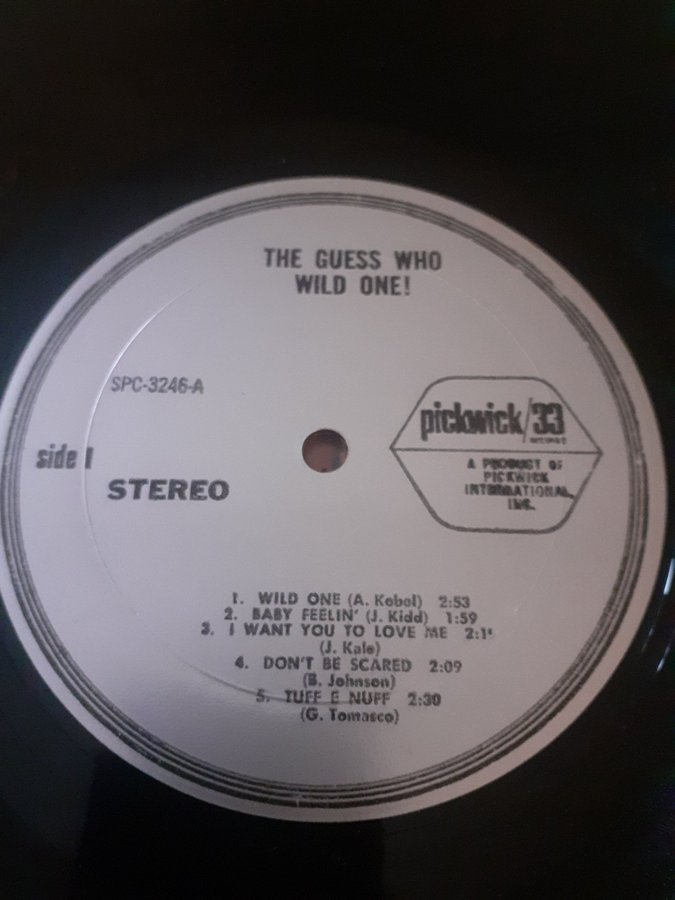 THE GUESS WHO
WILD ONE!
SPC-3246-A
pickwick/33
side 1
A PRODUCT OF
PICKWICK
INTERNATIONAL,
INC.
STEREO
1. WILD ONE (A. Kobel) 2:53
2. BABY FEELIN' (J. Kidd) 1:59
3. I WANT YOU TO LOVE ME
(J. Kale)
4. DON'T BE SCARED 2:09
(B. Johnson)
5. TUFF E NUFF 2:30
(G. Tomasco)